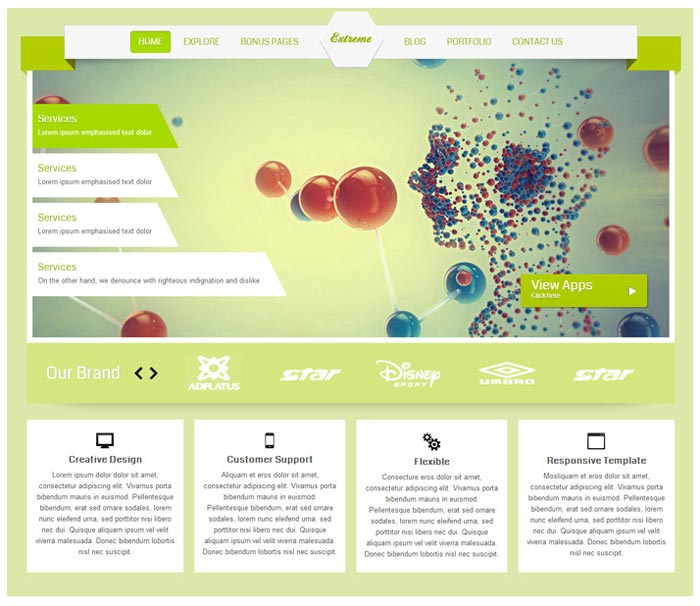 HOME EXPLORE BONUS PAGES Extreme BLOG PORTFOLIO CONTACT US
Services
Lorem ipsum emphasised text dolor
Services
Lorem ipsum emphasised text dolor
Services
Lorem ipsum emphasised text dolor
Services
On the other hand, we denounce with righteous indignation and dislike
View Apps
Click here
Our Brand ADFLATUS star DISNEY SPORT UMBRO star
Creative Design
Lorem ipsum dolor dolor sit amet,
consectetur adipiscing elit. Vivamus porta
bibendum mauris in euismod. Pellentesque
bibendum, erat sed ornare sodales, lorem
nunc eleifend urna, sed porttitor nisi libero
nec dui. Quisque aliquam ipsum vel velit
viverra malesuada. Donec bibendum lobortis
nisl nec suscipit.
Customer Support
Aliquam et eros dolor sit amet,
consectetur adipiscing elit. Vivamus porta
bibendum mauris in euismod. Pellentesque
bibendum, erat sed ornare sodales, lorem
nunc eleifend urna, sed porttitor nisi libero
nec dui. Quisque aliquam ipsum vel velit
viverra malesuada. Donec bibendum lobortis
nisl nec suscipit.
Flexible
Consecture eros dolor sit amet,
consectetur adipiscing elit. Vivamus porta
bibendum mauris in euismod. Pellentesque
bibendum, erat sed ornare sodales, lorem
nunc eleifend urna, sed porttitor nisi libero
nec dui. Quisque aliquam ipsum vel velit
viverra malesuada. Donec bibendum lobortis
nisl nec suscipit.
Responsive Template
Mosliquam et eros dolor sit amet,
consectetur adipiscing elit. Vivamus porta
bibendum mauris in euismod. Pellentesque
bibendum, erat sed ornare sodales, lorem
nunc eleifend urna, sed porttitor nisi libero
nec dui. Quisque aliquam ipsum vel velit
viverra malesuada. Donec bibendum lobortis
nisl nec suscipit.